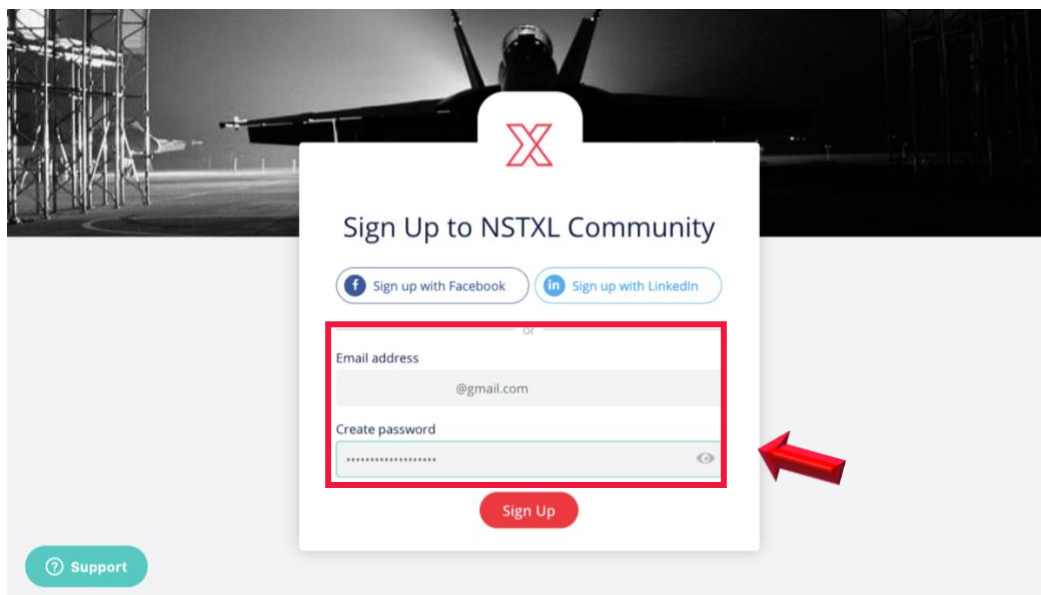 Sign Up to NSTXL Community
f Sign up with Facebook in Sign up with LinkedIn
or
Email address
@gmail.com
Create password
•••••••••••••••••••
Sign Up
? Support